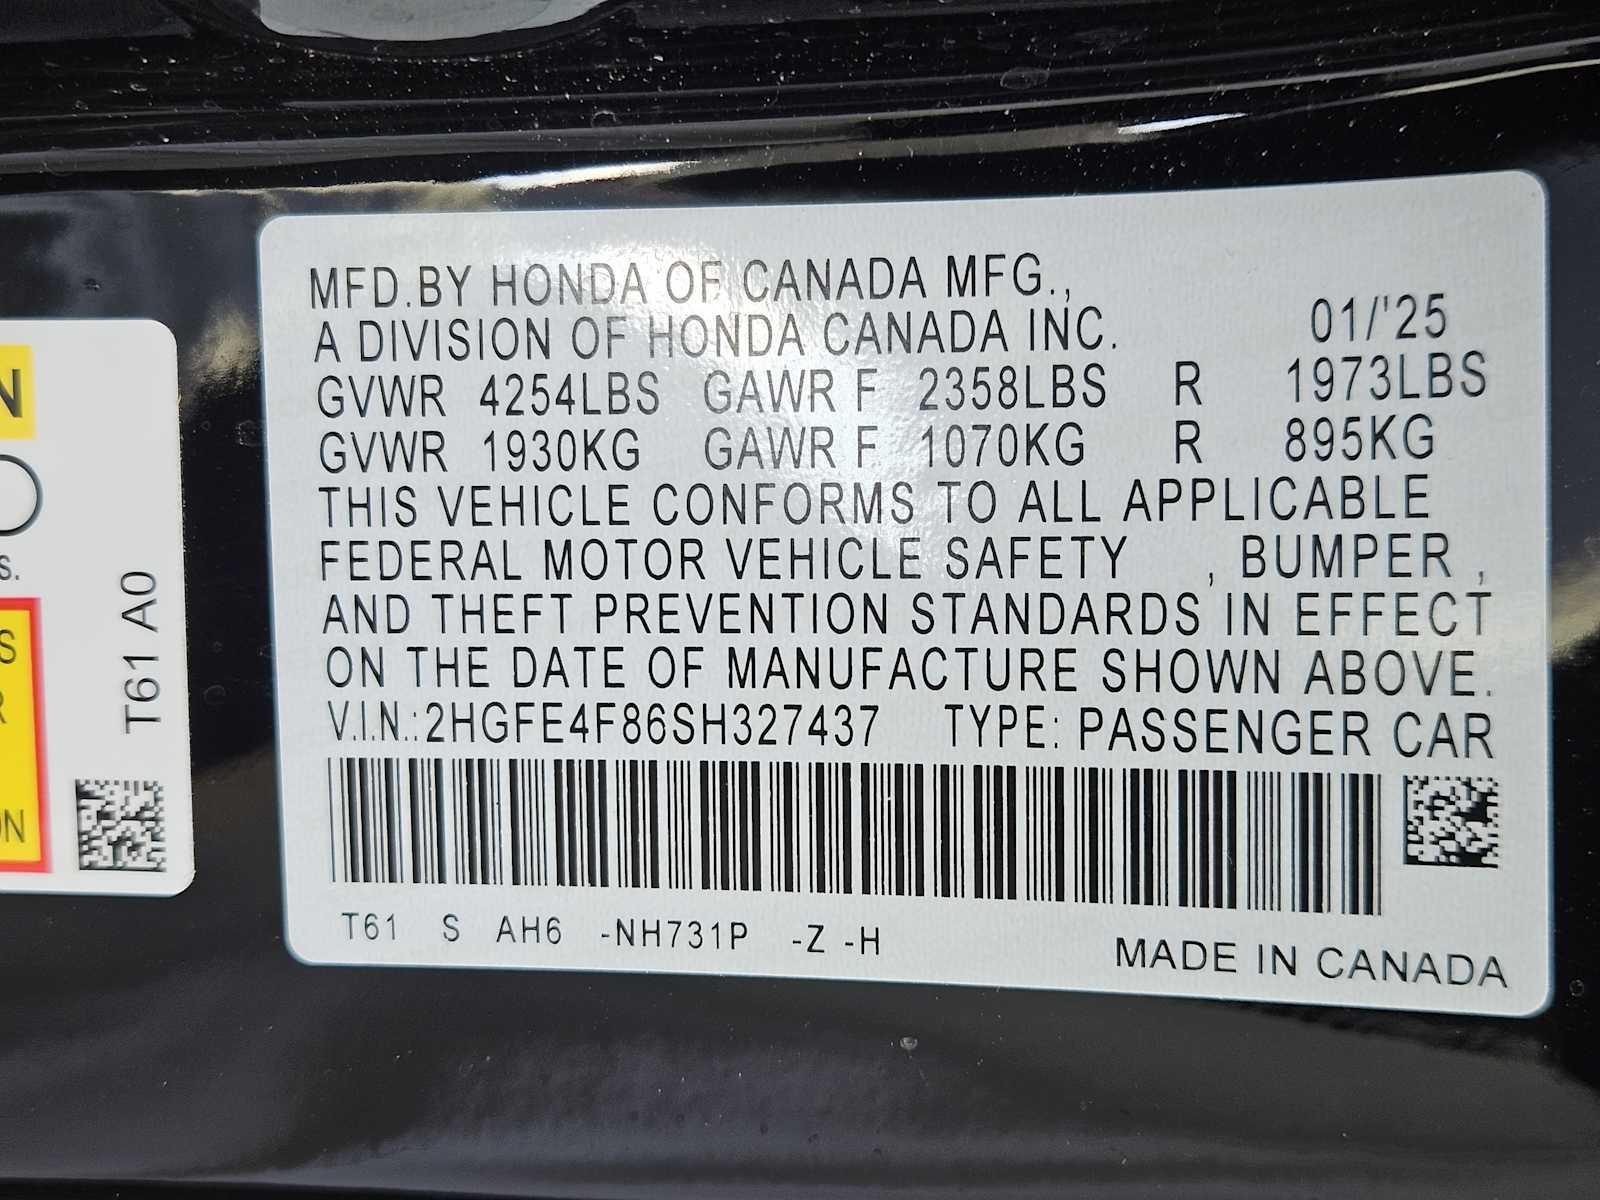 MFD.BY HONDA OF CANADA MFG.,
A DIVISION OF HONDA CANADA INC. 01/'25
GVWR 4254LBS GAWR F 2358LBS R 1973LBS
GVWR 1930KG GAWR F 1070KG R 895KG
THIS VEHICLE CONFORMS TO ALL APPLICABLE
FEDERAL MOTOR VEHICLE SAFETY , BUMPER ,
AND THEFT PREVENTION STANDARDS IN EFFECT
ON THE DATE OF MANUFACTURE SHOWN ABOVE.
V.I.N.:2HGFE4F86SH327437 TYPE: PASSENGER CAR
T61 S AH6 -NH731P -Z -H
MADE IN CANADA
T61 A0